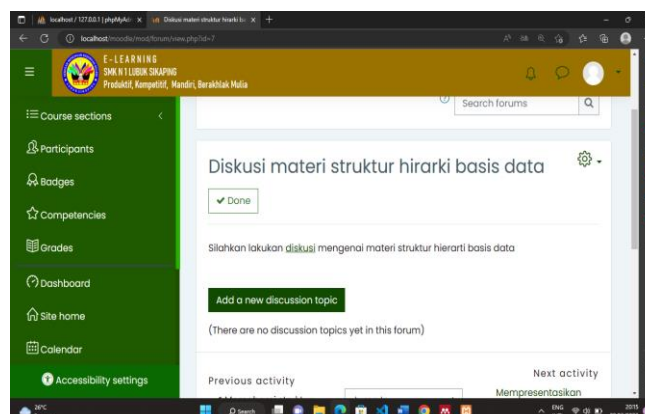 localhost / 127.0.0.1 | phpMyAdr
Diskusi materi struktur hirarki ba
localhost/moodle/mod/forum/view.php?id=7
E-LEARNING
SMK N 1 LUBUK SIKAPING
Produktif, Kompetitif, Mandiri, Berakhlak Mulia
Course sections
Search forums
Participants
Badges
Competencies
Grades
Dashboard
Site home
Calendar
Accessibility settings
Diskusi materi struktur hirarki basis data
Done
Silahkan lakukan diskusi mengenai materi struktur hierarti basis data
Add a new discussion topic
(There are no discussion topics yet in this forum)
Previous activity
Next activity
Mempresentasikan
26°C
Search
ENG
20:15